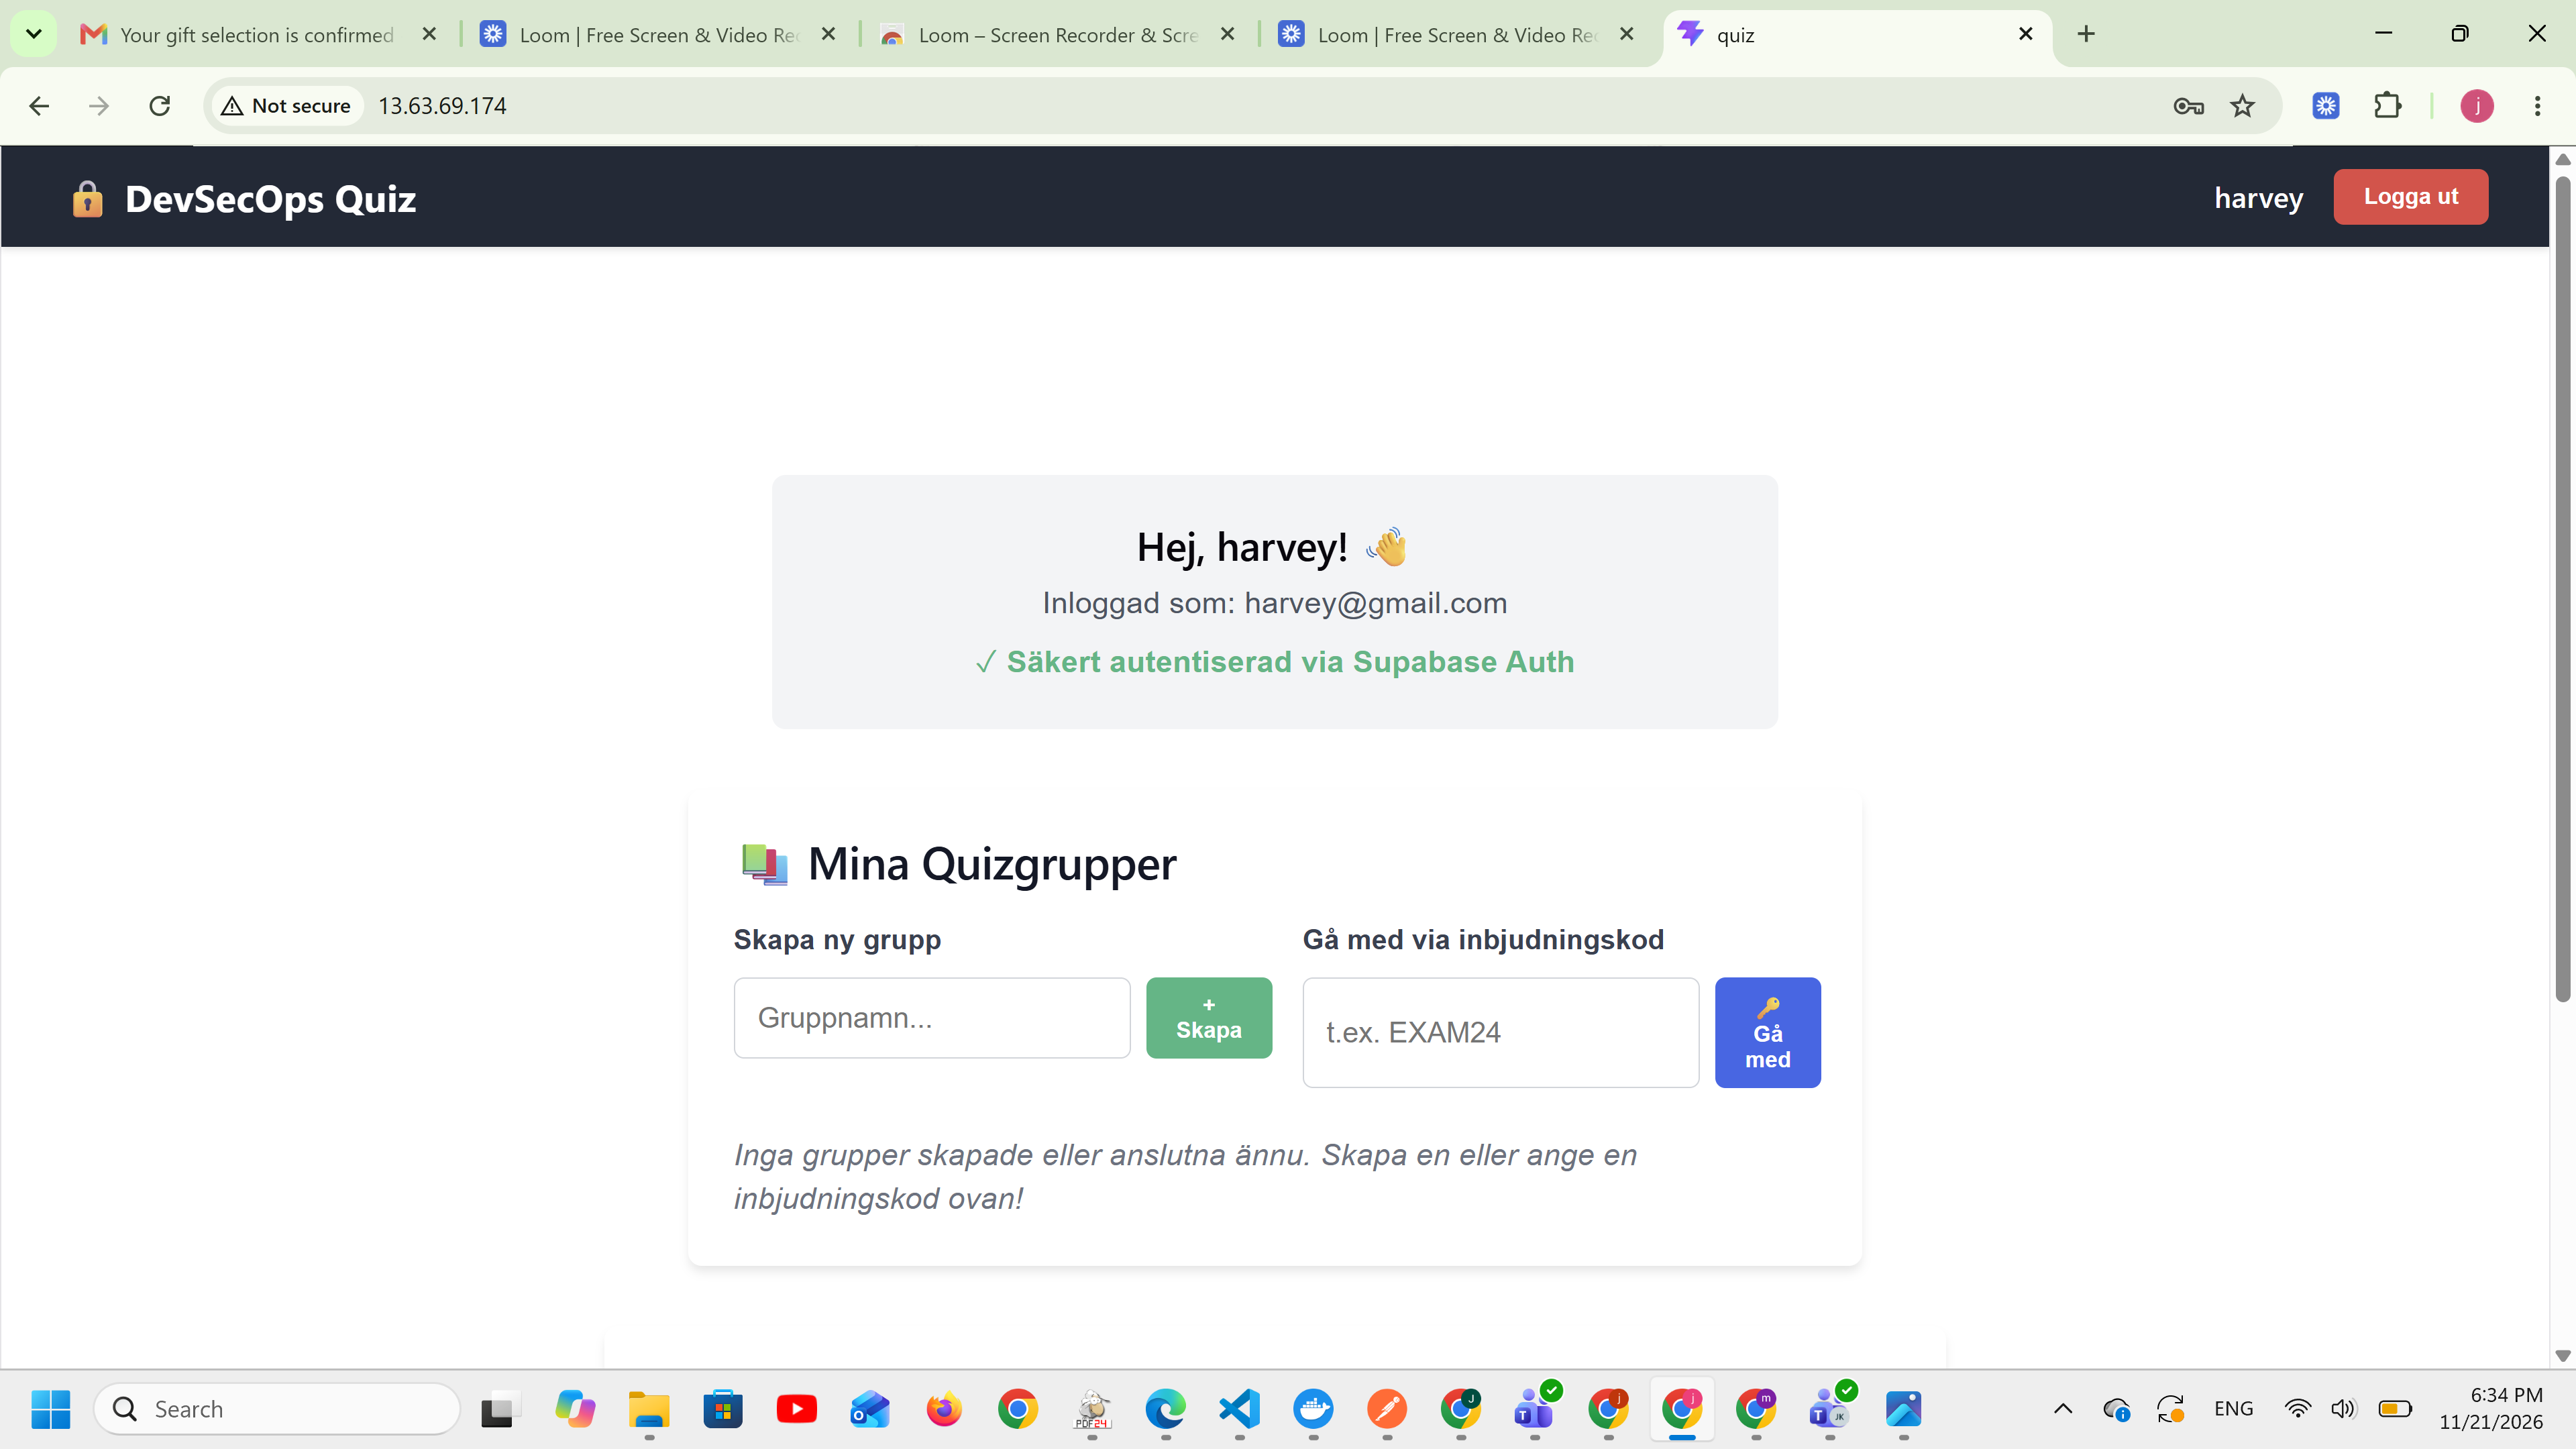 Your gift selection is confirmed
Loom | Free Screen & Video Rec
Loom – Screen Recorder & Scre
Loom | Free Screen & Video Rec
quiz
Not secure
13.63.69.174
j
DevSecOps Quiz
harvey
Logga ut
Hej, harvey!
Inloggad som: harvey@gmail.com
✓ Säkert autentiserad via Supabase Auth
Mina Quizgrupper
Skapa ny grupp
Gå med via inbjudningskod
Gruppnamn...
+
Skapa
t.ex. EXAM24
Gå
med
Inga grupper skapade eller anslutna ännu. Skapa en eller ange en
inbjudningskod ovan!
Search
PDF24
J
T
j
j
m
T
JK
ENG
6:34 PM
11/21/2026